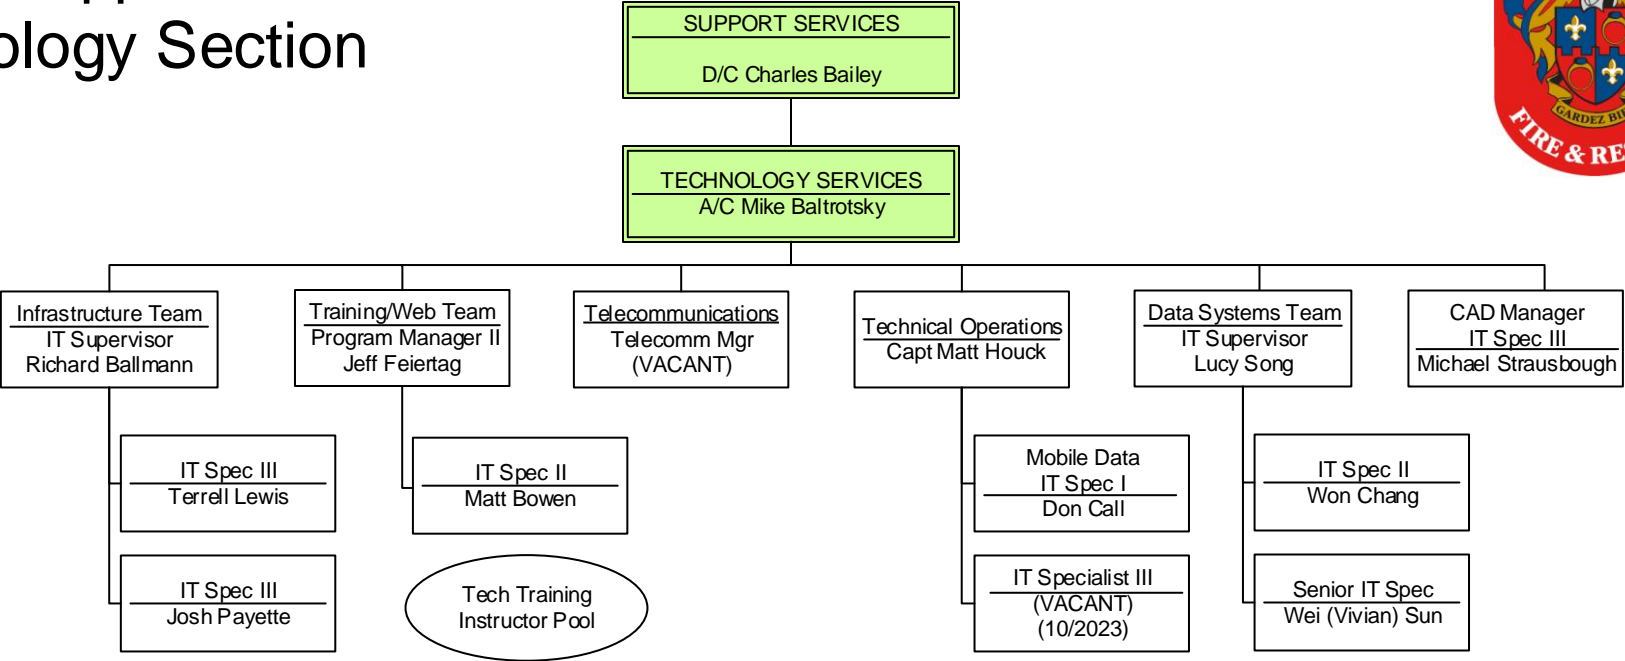 ology Section
SUPPORT SERVICES
D/C Charles Bailey
TECHNOLOGY SERVICES
A/C Mike Baltrotsky
GARDEZ
FIRE & RE
Infrastructure Team
IT Supervisor
Richard Ballmann
Training/Web Team
Program Manager II
Jeff Feiertag
Telecommunications
Telecomm Mgr
(VACANT)
Technical Operations
Capt Matt Houck
Data Systems Team
IT Supervisor
Lucy Song
CAD Manager
IT Spec III
Michael Strausbough
IT Spec III
Terrell Lewis
IT Spec II
Matt Bowen
Mobile Data
IT Spec I
Don Call
IT Spec II
Won Chang
IT Spec III
Josh Payette
Tech Training
Instructor Pool
IT Specialist III
(VACANT)
(10/2023)
Senior IT Spec
Wei (Vivian) Sun